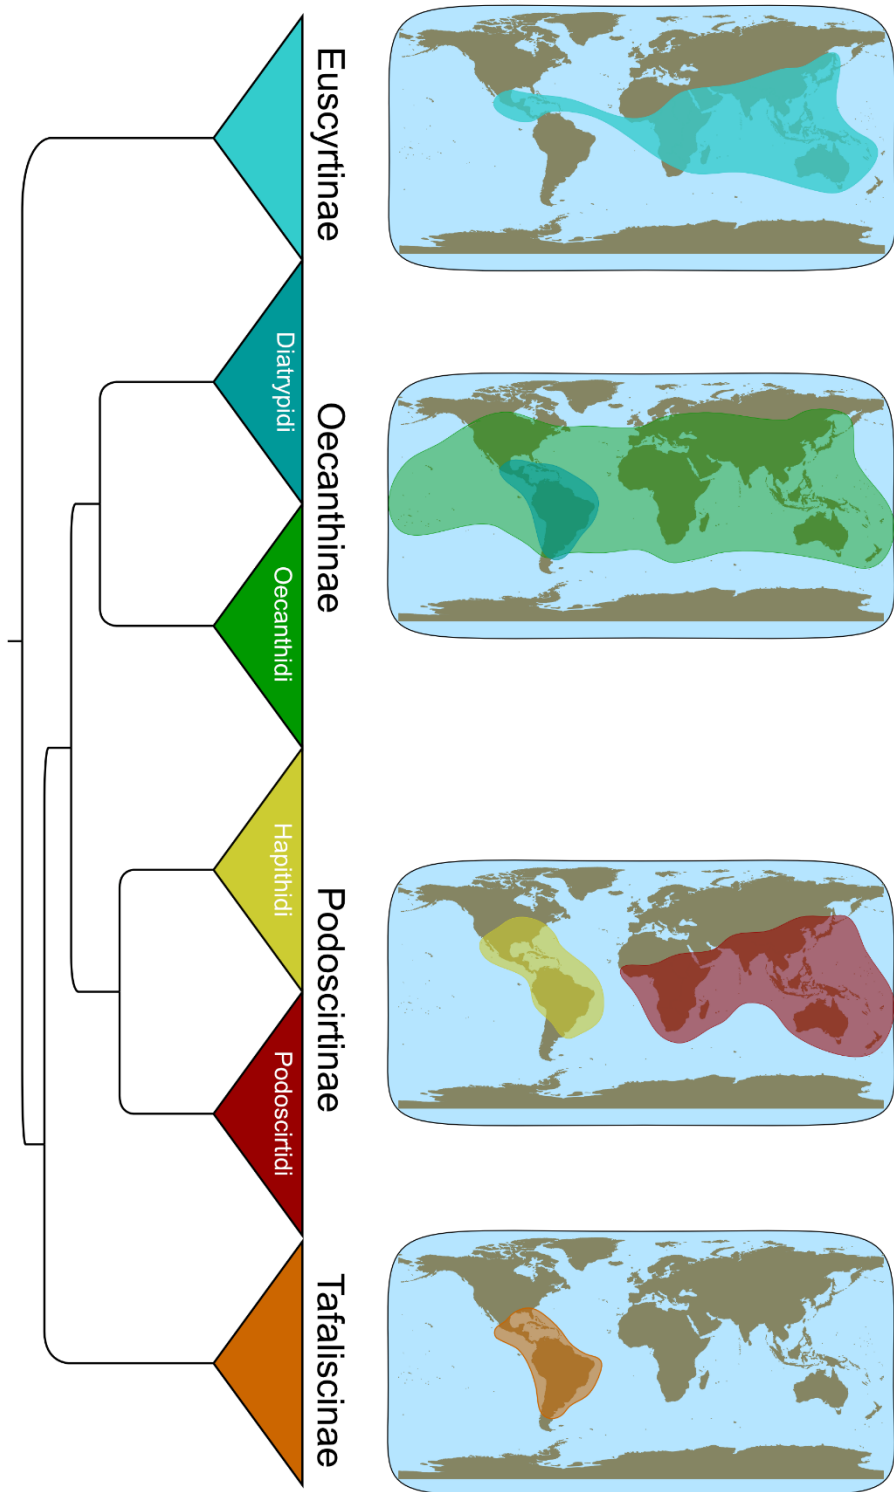 Euscyrtinae
Diatrypidi
Oecanthinae
Oecanthidi
Hapithidi
Podoscirtinae
Podoscirtidi
Tafaliscinae